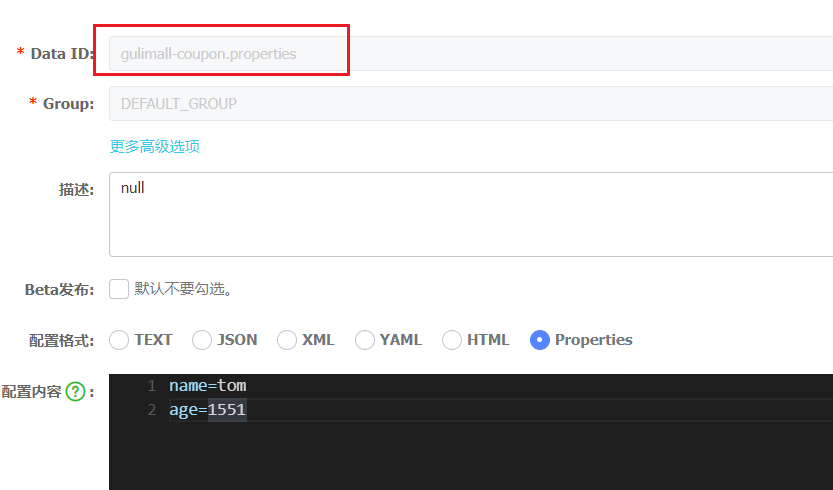 * Data ID: gulimall-coupon.properties
* Group: DEFAULT_GROUP
更多高级选项
描述: null
Beta发布: 默认不要勾选。
配置格式: TEXT JSON XML YAML HTML Properties
配置内容 ? : 1 name=tom
2 age=1551